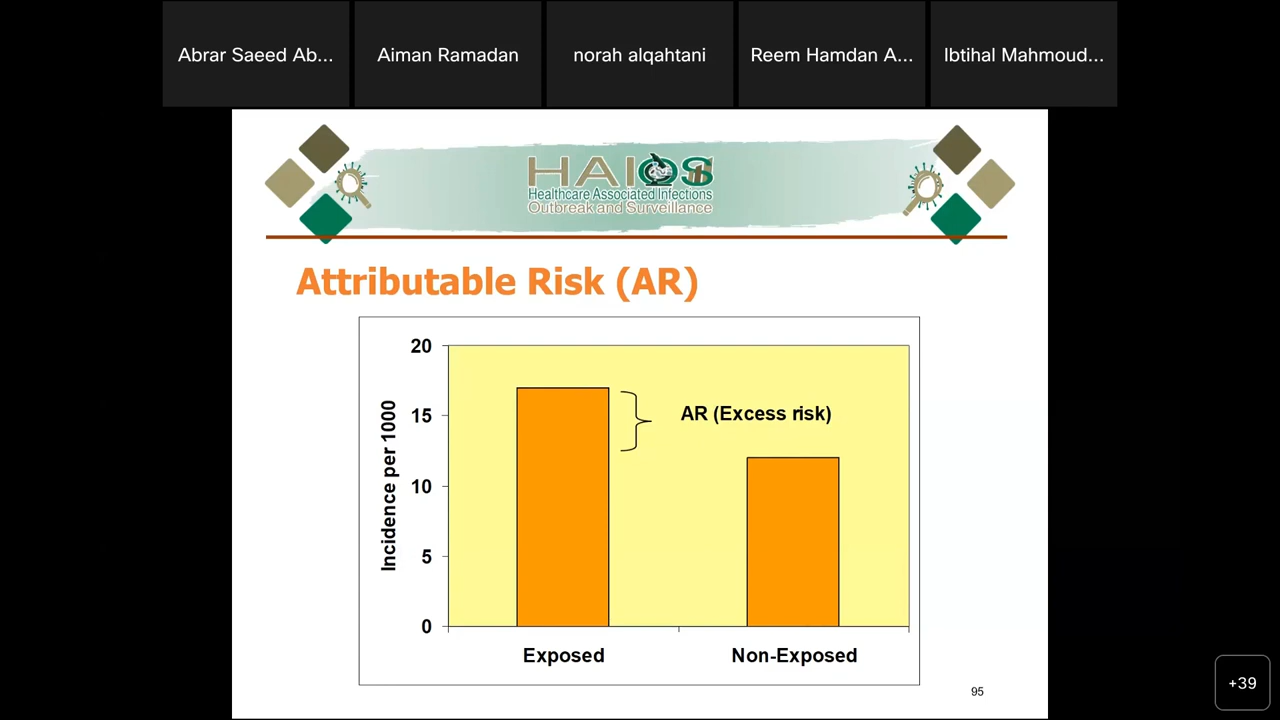 Abrar Saeed Ab...
Aiman Ramadan
norah alqahtani
Reem Hamdan A...
Ibtihal Mahmoud...
HAIOS
Healthcare Associated Infections
Outbreak and Surveillance
Attributable Risk (AR)
20
15
10
5
0
Incidence per 1000
AR (Excess risk)
Exposed
Non-Exposed
95
+39